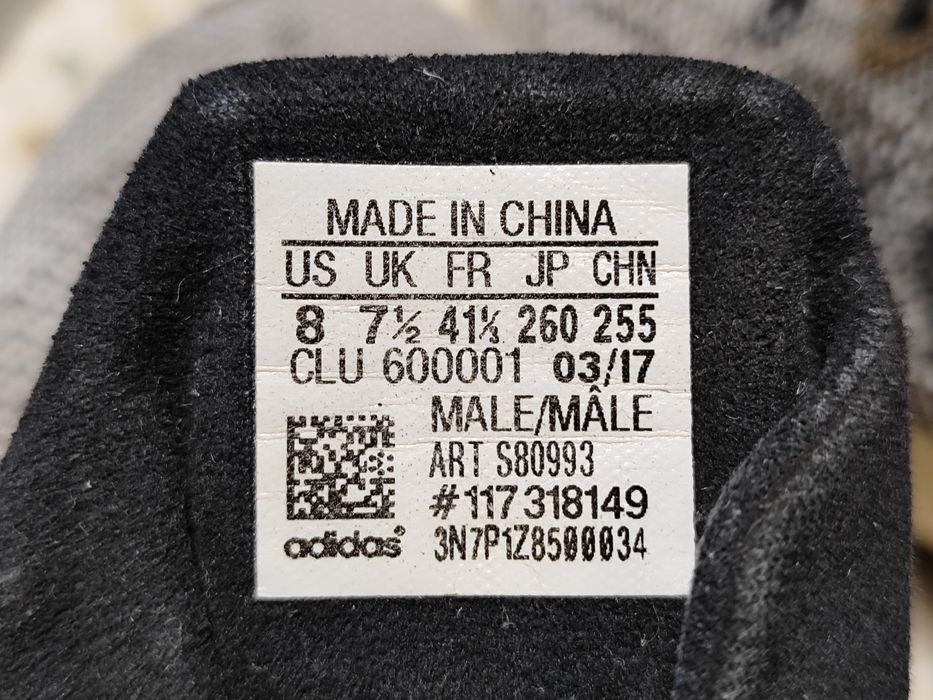 MADE IN CHINA
US UK FR JP CHN
8 7½ 41⅓ 260 255
CLU 600001 03/17
MALE/MÂLE
ART S80993
#117318149
adidas® 3N7P1Z8500034